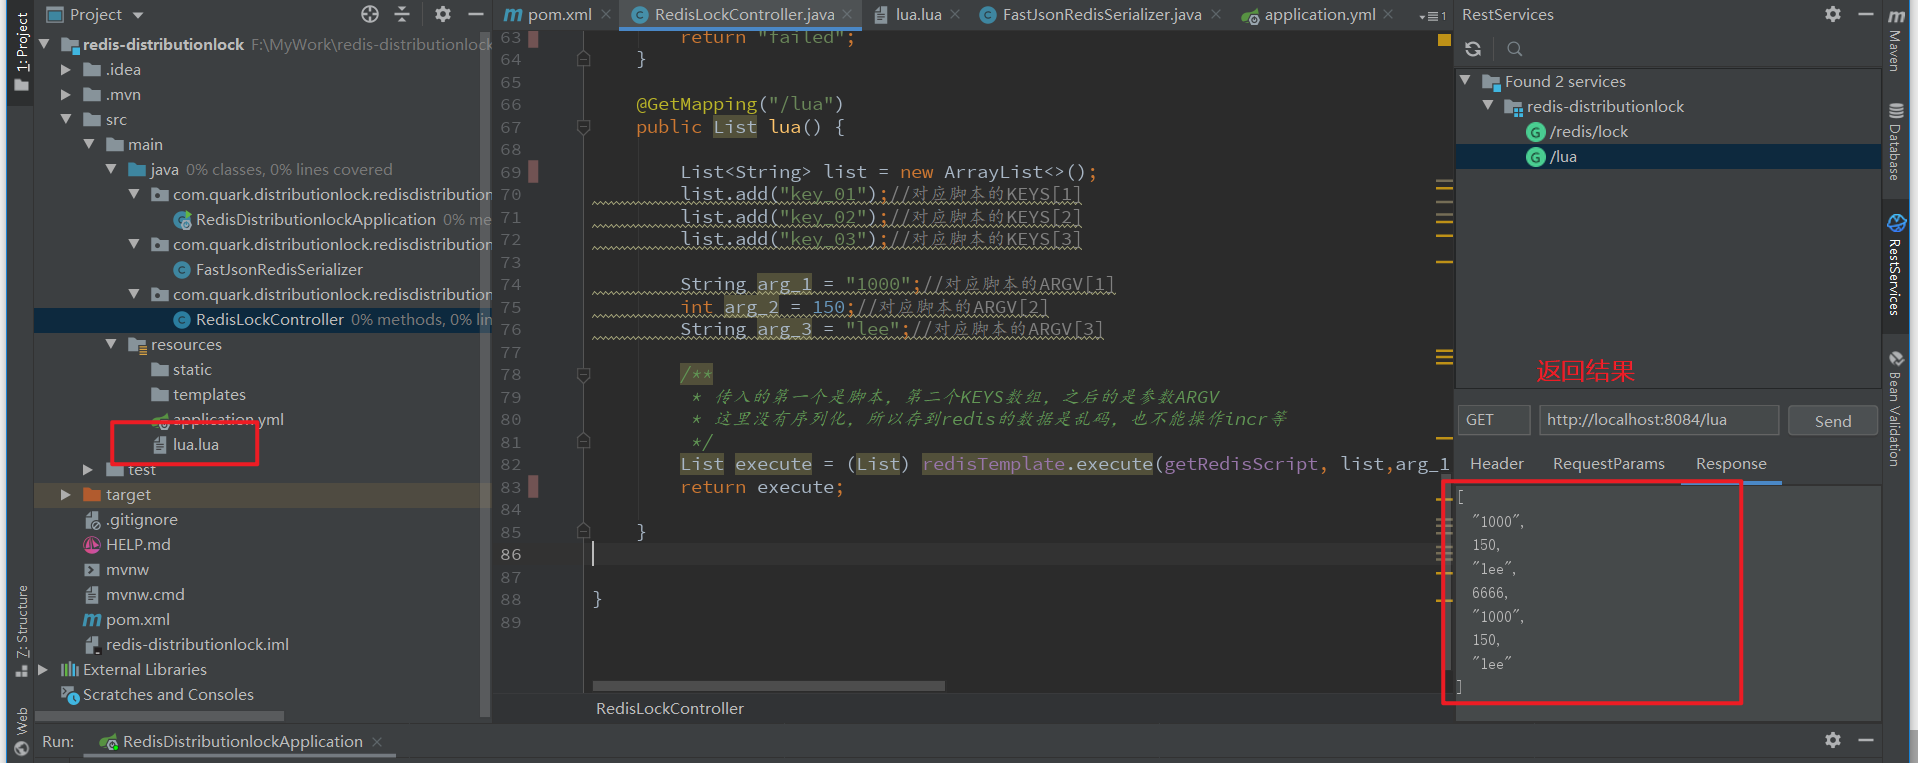 1: Project
Project
redis-distributionlock F:\MyWork\redis-distributionlock
.idea
.mvn
src
main
java 0% classes, 0% lines covered
com.quark.distributionlock.redisdistribution
RedisDistributionlockApplication 0% me
com.quark.distributionlock.redisdistribution
FastJsonRedisSerializer
com.quark.distributionlock.redisdistribution
RedisLockController 0% methods, 0% lin
resources
static
templates
application.yml
lua.lua
test
target
.gitignore
HELP.md
mvnw
mvnw.cmd
pom.xml
redis-distributionlock.iml
External Libraries
Scratches and Consoles
Z: Structure
Web
pom.xml
RedisLockController.java
lua.lua
FastJsonRedisSerializer.java
application.yml
1
63 return "failed";
64 }
65
66 @GetMapping("/lua")
67 public List lua() {
68
69 List<String> list = new ArrayList<>();
70 list.add("key_01");//对应脚本的KEYS[1]
71 list.add("key_02");//对应脚本的KEYS[2]
72 list.add("key_03");//对应脚本的KEYS[3]
73
74 String arg_1 = "1000";//对应脚本的ARGV[1]
75 int arg_2 = 150;//对应脚本的ARGV[2]
76 String arg_3 = "lee";//对应脚本的ARGV[3]
77
78 /**
79 * 传入的第一个是脚本，第二个KEYS数组，之后的是参数ARGV
80 * 这里没有序列化，所以存到redis的数据是乱码，也不能操作incr等
81 */
82 List execute = (List) redisTemplate.execute(getRedisScript, list,arg_1
83 return execute;
84
85 }
86
87
88 }
89
RedisLockController
RestServices
Found 2 services
redis-distributionlock
G /redis/lock
G /lua
返回结果
GET
http://localhost:8084/lua
Send
Header
RequestParams
Response
[
"1000",
150,
"lee",
6666,
"1000",
150,
"lee"
]
Maven
Database
RestServices
Bean Validation
Run: RedisDistributionlockApplication